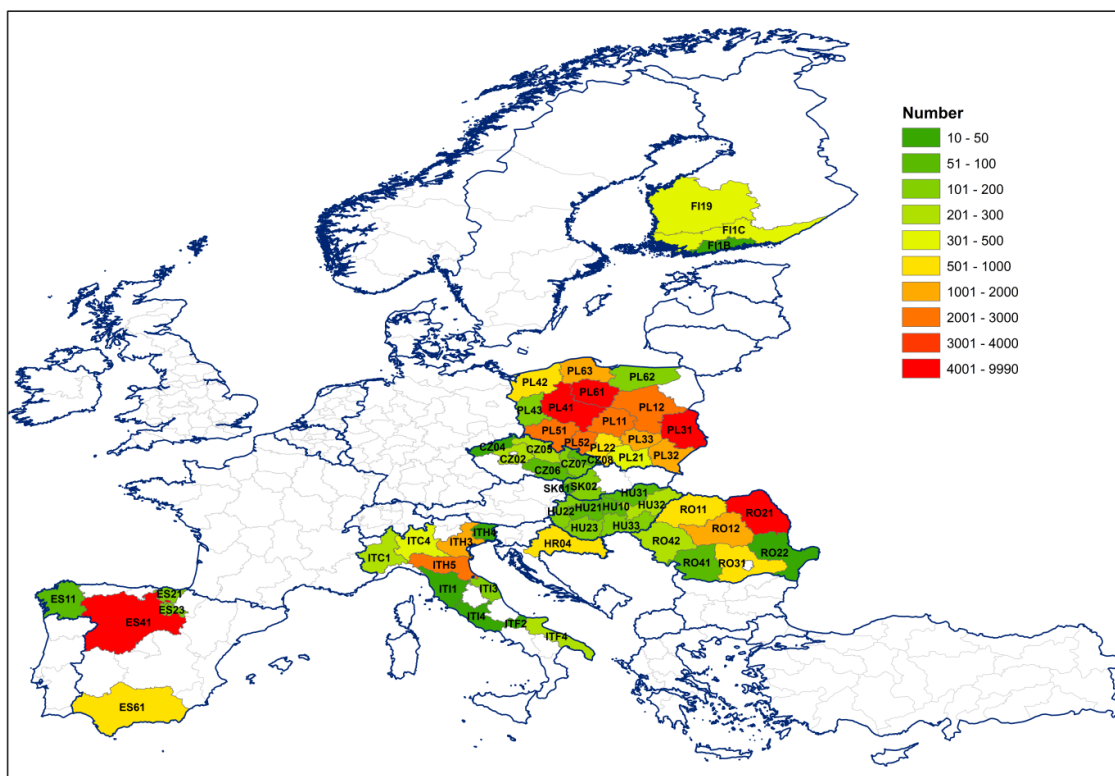 Number
10 - 50
51 - 100
101 - 200
201 - 300
301 - 500
501 - 1000
1001 - 2000
2001 - 3000
3001 - 4000
4001 - 9990
FI19
FI1C
FI1B
PL63
PL42
PL62
PL61
PL41
PL43
PL12
PL11
PL51
PL31
PL52
PL22
PL33
PL21
PL32
CZ04
CZ05
CZ02
CZ08
CZ07
CZ06
SK02
SK01
HU31
HU21
HU10
HU32
HU22
HU23
HU33
RO11
RO21
RO12
RO42
RO22
RO41
RO31
HR04
ITH4
ITH3
ITC4
ITC1
ITH5
ITI1
ITI3
ITI4
ITF2
ITF4
ES21
ES11
ES23
ES41
ES61